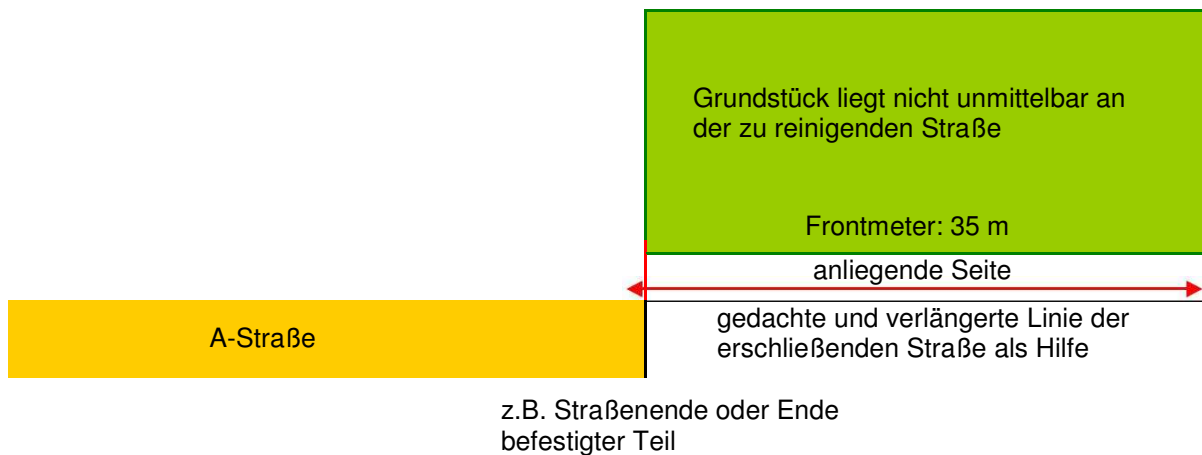 Grundstück liegt nicht unmittelbar an
der zu reinigenden Straße
Frontmeter: 35 m
anliegende Seite
A-Straße
gedachte und verlängerte Linie der
erschließenden Straße als Hilfe
z.B. Straßenende oder Ende
befestigter Teil